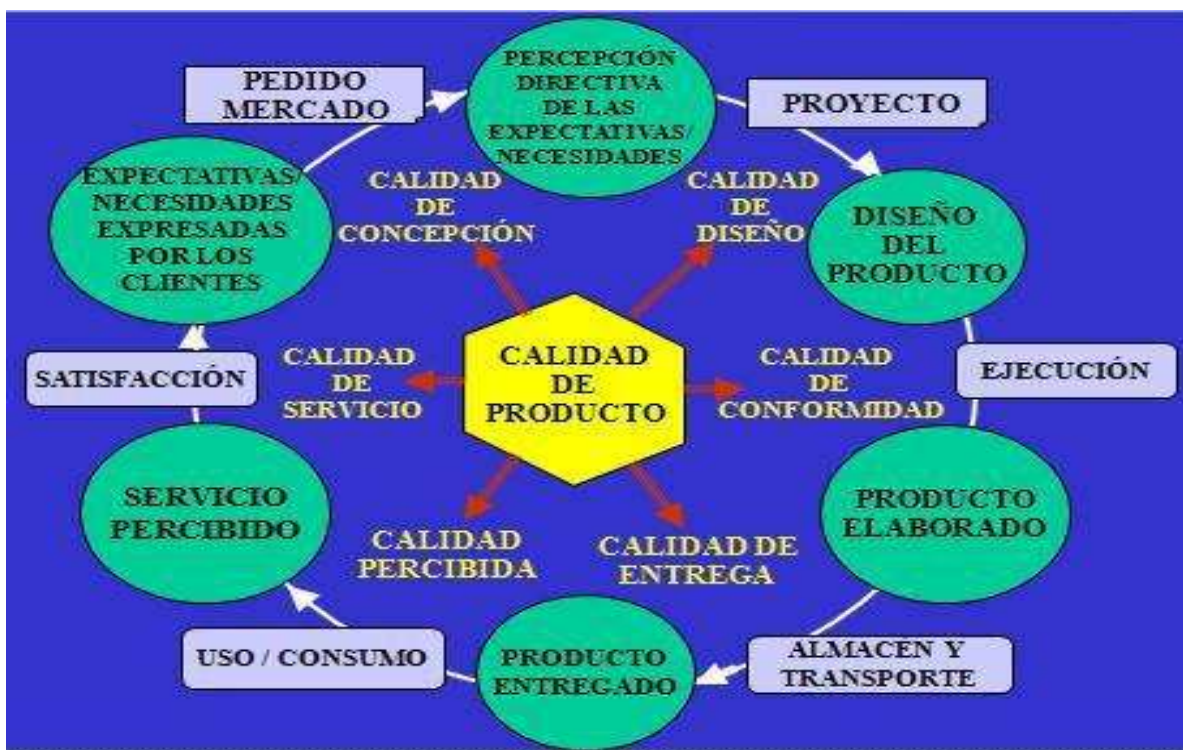 PERCEPCIÓN
DIRECTIVA
DE LAS
EXPECTATIVAS/
NECESIDADES
PEDIDO
MERCADO
PROYECTO
EXPECTATIVAS/
NECESIDADES
EXPRESADAS
POR LOS
CLIENTES
CALIDAD
DE
CONCEPCIÓN
CALIDAD
DE
DISEÑO
DISEÑO
DEL
PRODUCTO
SATISFACCIÓN
CALIDAD
DE
SERVICIO
CALIDAD
DE
PRODUCTO
CALIDAD
DE
CONFORMIDAD
EJECUCIÓN
SERVICIO
PERCIBIDO
CALIDAD
PERCIBIDA
CALIDAD DE
ENTREGA
PRODUCTO
ELABORADO
USO / CONSUMO
PRODUCTO
ENTREGADO
ALMACÉN Y
TRANSPORTE